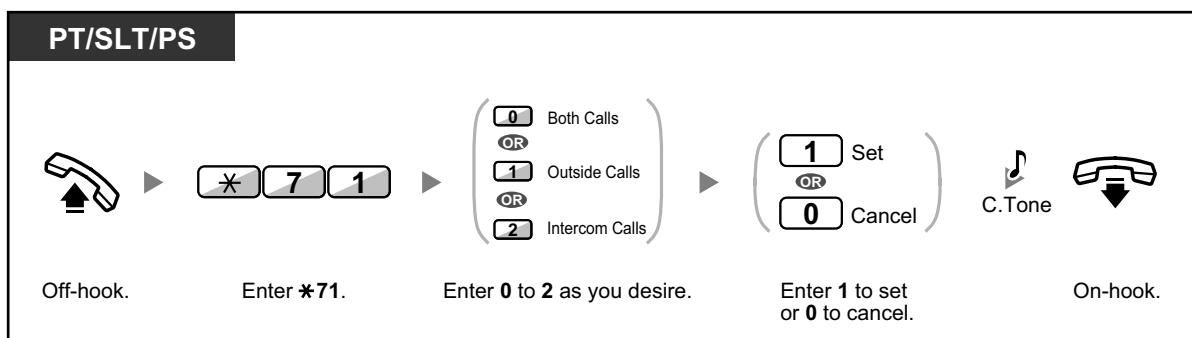 PT/SLT/PS
0 Both Calls
OR
1 Outside Calls
OR
2 Intercom Calls
✳ 7 1
1 Set
OR
0 Cancel
C.Tone
Off-hook.
Enter ✳71.
Enter 0 to 2 as you desire.
Enter 1 to set
or 0 to cancel.
On-hook.